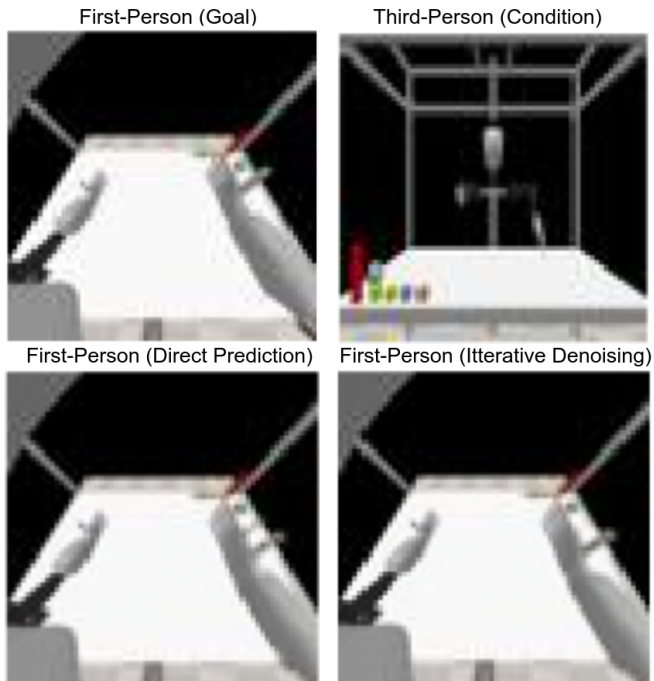 First-Person (Goal)
Third-Person (Condition)
First-Person (Direct Prediction)
First-Person (Itterative Denoising)